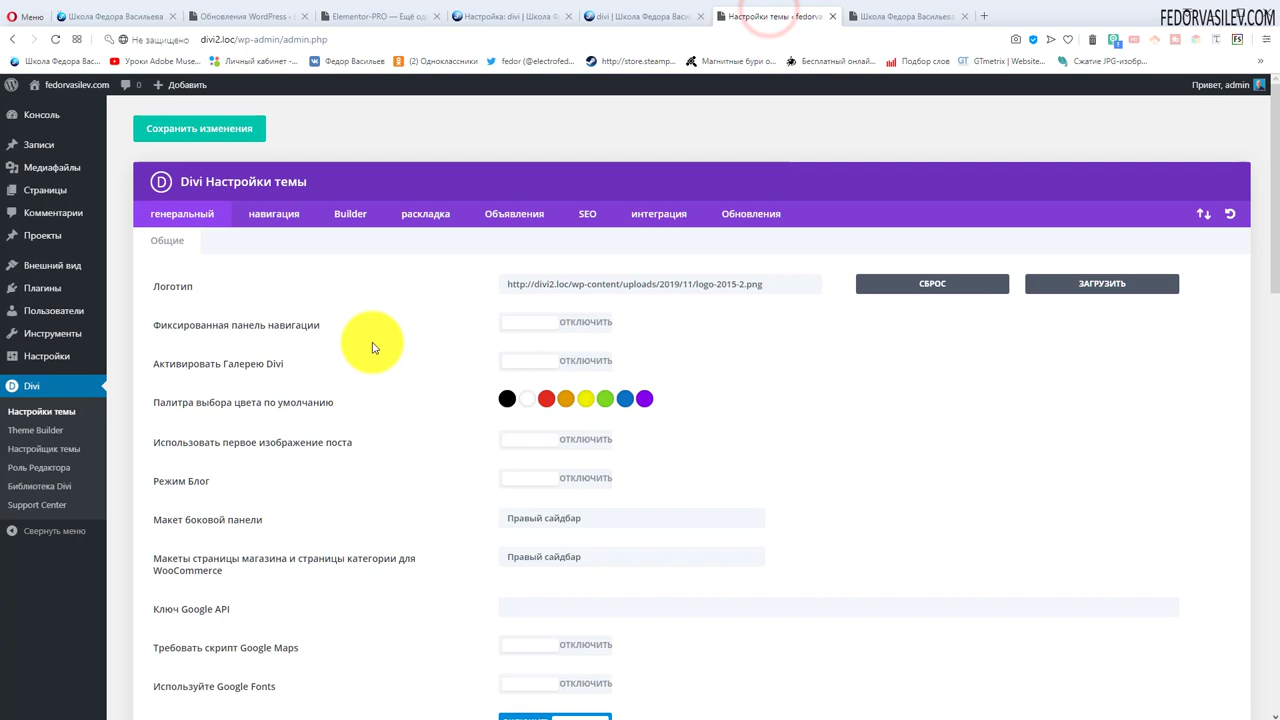 FEDORVASILEV.COM
Меню
Школа Федора Васильева
Обновления WordPress
Elementor-PRO — Ещё од
Настройка: divi | Школа Ф
divi | Школа Федора Ва
Настройки темы ‹ fedorva
Школа Федора Васильева
Не защищено
divi2.loc/wp-admin/admin.php
Школа Федора Вас...
Уроки Adobe Muse...
Личный кабинет -...
Федор Васильев
(2) Одноклассники
fedor (@electrofed...
http://store.steamp...
Магнитные бури о...
Бесплатный онлай...
Подбор слов
GTmetrix | Website...
Сжатие JPG-изобр...
fedorvasilev.com
0
Добавить
Привет, admin
Консоль
Записи
Медиафайлы
Страницы
Комментарии
Проекты
Внешний вид
Плагины
Пользователи
Инструменты
Настройки
Divi
Настройки темы
Theme Builder
Настройщик темы
Роль Редактора
Библиотека Divi
Support Center
Свернуть меню
Сохранить изменения
D Divi Настройки темы
генеральный
навигация
Builder
раскладка
Объявления
SEO
интеграция
Обновления
Общие
Логотип
http://divi2.loc/wp-content/uploads/2019/11/logo-2015-2.png
СБРОС
ЗАГРУЗИТЬ
Фиксированная панель навигации
ОТКЛЮЧИТЬ
Активировать Галерею Divi
ОТКЛЮЧИТЬ
Палитра выбора цвета по умолчанию
Использовать первое изображение поста
ОТКЛЮЧИТЬ
Режим Блог
ОТКЛЮЧИТЬ
Макет боковой панели
Правый сайдбар
Макеты страницы магазина и страницы категории для
WooCommerce
Правый сайдбар
Ключ Google API
Требовать скрипт Google Maps
ОТКЛЮЧИТЬ
Используйте Google Fonts
ОТКЛЮЧИТЬ